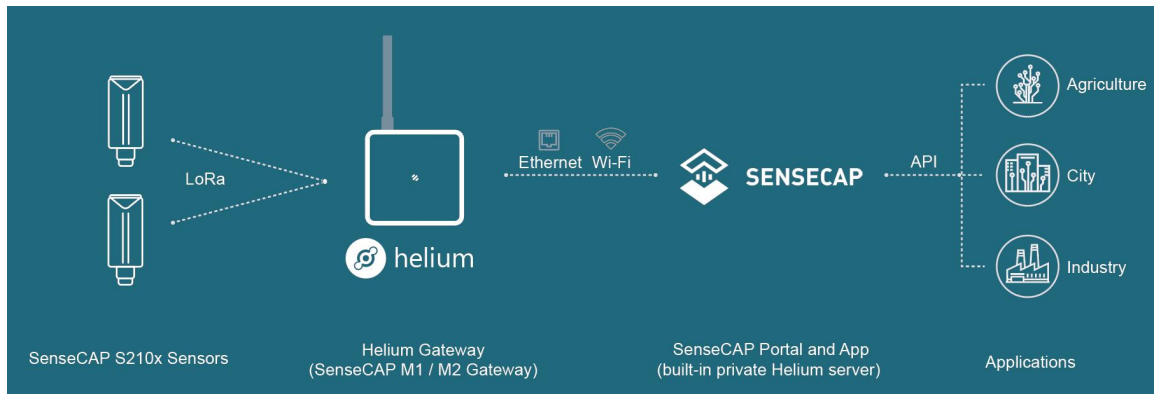 LoRa
helium
Ethernet Wi-Fi
SENSECAP
API
Agriculture
City
Industry
SenseCAP S210x Sensors
Helium Gateway
(SenseCAP M1 / M2 Gateway)
SenseCAP Portal and App
(built-in private Helium server)
Applications